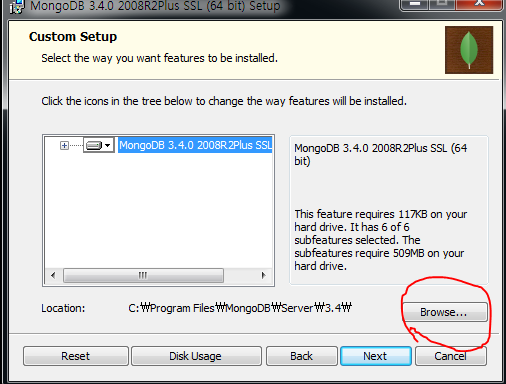 MongoDB 3.4.0 2008R2Plus SSL (64 bit) Setup
Custom Setup
Select the way you want features to be installed.
Click the icons in the tree below to change the way features will be installed.
MongoDB 3.4.0 2008R2Plus SSL
MongoDB 3.4.0 2008R2Plus SSL (64
bit)
This feature requires 117KB on your
hard drive. It has 6 of 6
subfeatures selected. The
subfeatures require 509MB on your
hard drive.
Location: C:₩Program Files₩MongoDB₩Server₩3.4₩
Browse...
Reset Disk Usage Back Next Cancel